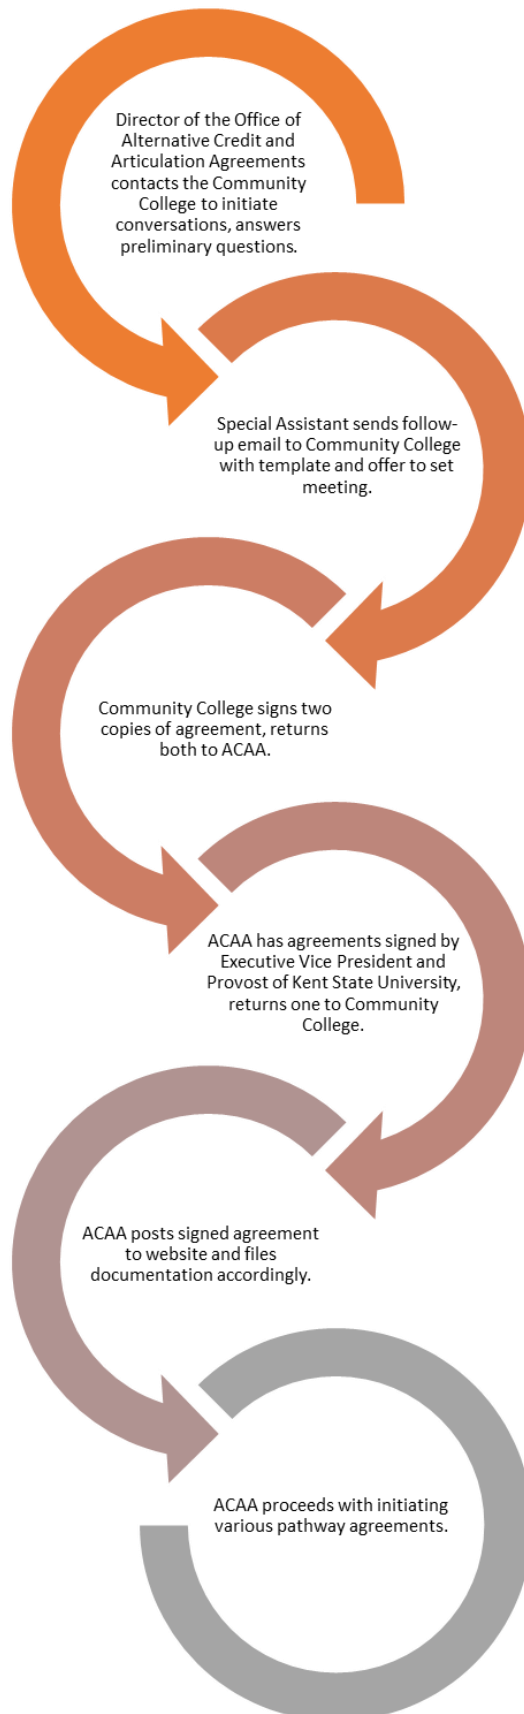 Director of the Office of
Alternative Credit and
Articulation Agreements
contacts the Community
College to initiate
conversations, answers
preliminary questions.
Special Assistant sends follow-
up email to Community College
with template and offer to set
meeting.
Community College signs two
copies of agreement, returns
both to ACAA.
ACAA has agreements signed by
Executive Vice President and
Provost of Kent State University,
returns one to Community
College.
ACAA posts signed agreement
to website and files
documentation accordingly.
ACAA proceeds with initiating
various pathway agreements.